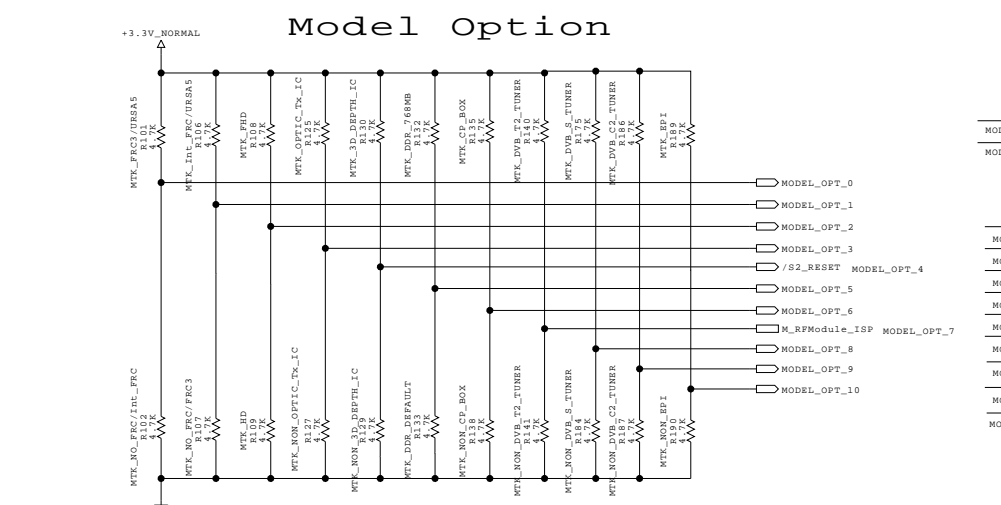 Model Option
+3.3V_NORMAL
MTK_FRC3/URSA5
R101
4.7K
MTK_Int_FRC/URSA5
R106
4.7K
MTK_FHD
R108
4.7K
MTK_OPTIC_Tx_IC
R125
4.7K
MTK_3D_DEPTH_IC
R130
4.7K
MTK_DDR_768MB
R132
4.7K
MTK_CP_BOX
R135
4.7K
MTK_DVB_T2_TUNER
R140
4.7K
MTK_DVB_S_TUNER
R175
4.7K
MTK_DVB_C2_TUNER
R186
4.7K
MTK_EPI
R189
4.7K
MODEL_OPT_0
MODEL_OPT_1
MODEL_OPT_2
MODEL_OPT_3
/S2_RESET MODEL_OPT_4
MODEL_OPT_5
MODEL_OPT_6
M_RFModule_ISP MODEL_OPT_7
MODEL_OPT_8
MODEL_OPT_9
MODEL_OPT_10
MTK_NO_FRC/Int_FRC
R102
4.7K
MTK_NO_FRC/FRC3
R107
4.7K
MTK_HD
R109
4.7K
MTK_NON_OPTIC_Tx_IC
R127
4.7K
MTK_NON_3D_DEPTH_IC
R129
4.7K
MTK_DDR_DEFAULT
R133
4.7K
MTK_NON_CP_BOX
R138
4.7K
MTK_NON_DVB_T2_TUNER
R141
4.7K
MTK_NON_DVB_S_TUNER
R184
4.7K
MTK_NON_DVB_C2_TUNER
R187
4.7K
MTK_NON_EPI
R190
4.7K